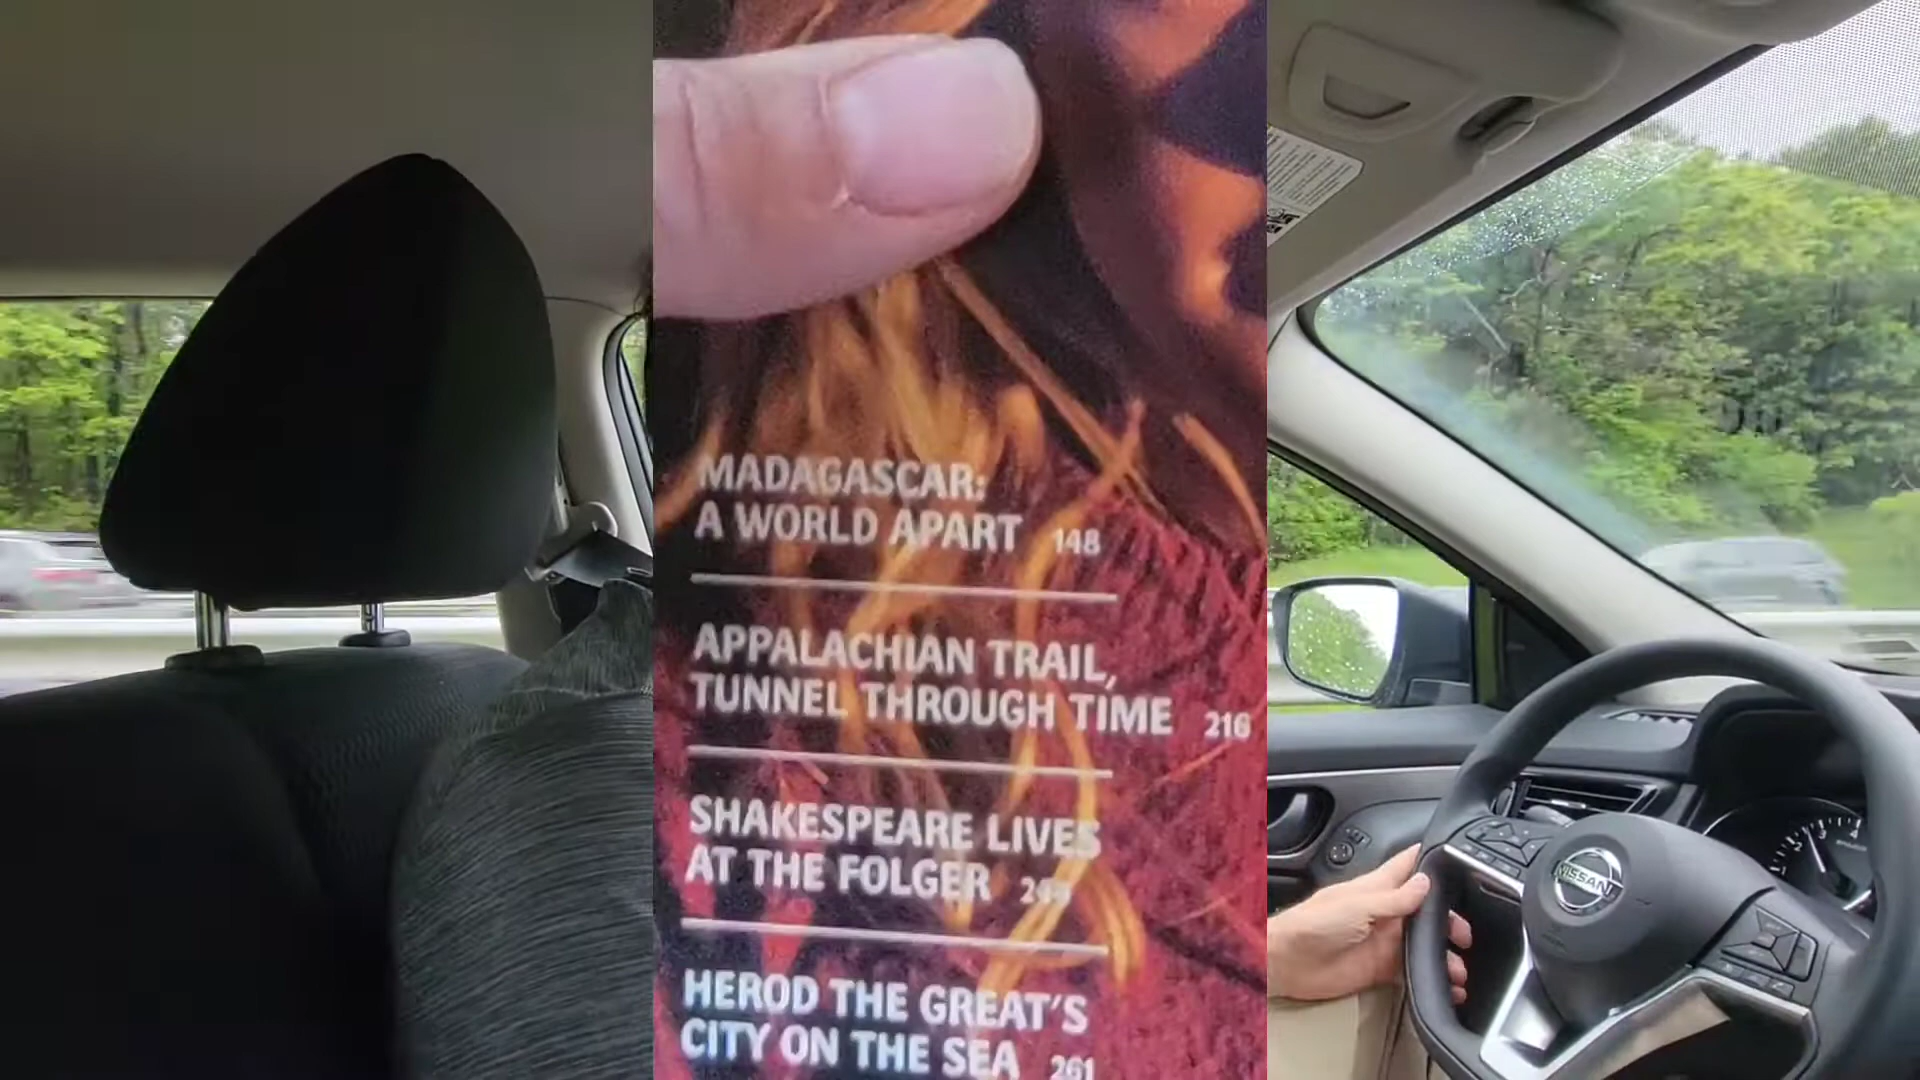 MADAGASCAR:
A WORLD APART 148
APPALACHIAN TRAIL,
TUNNEL THROUGH TIME 216
SHAKESPEARE LIVES
AT THE FOLGER
HEROD THE GREAT'S
CITY ON THE SEA 261
NISSAN